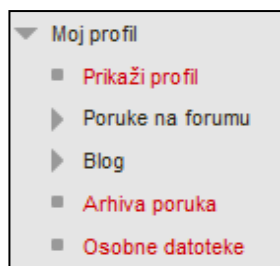 Moj profil
Prikaži profil
Poruke na forumu
Blog
Arhiva poruka
Osobne datoteke